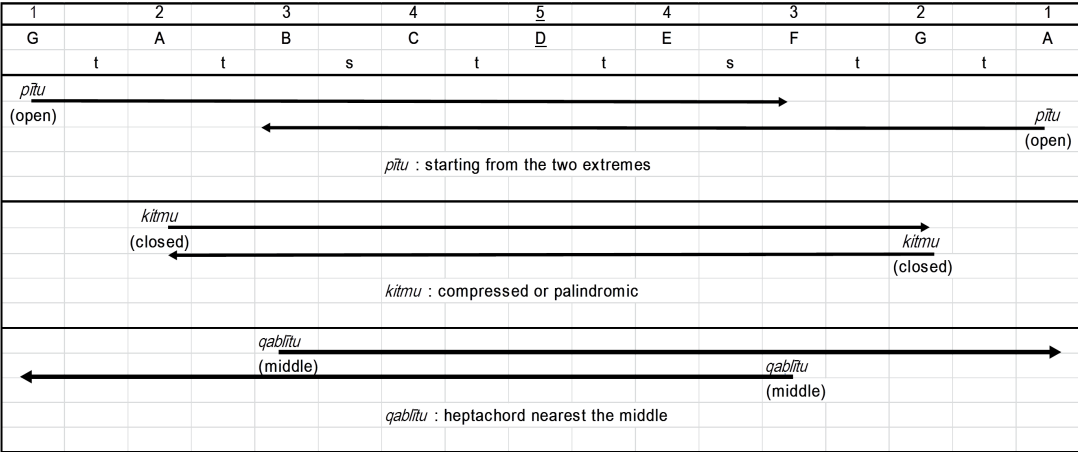 1 2 3 4 5 4 3 2 1
G A B C D E F G A
t t s t t s t t
pītu
(open)
pītu
(open)
pītu : starting from the two extremes
kitmu
(closed)
kitmu
(closed)
kitmu : compressed or palindromic
qablītu
(middle)
qablītu
(middle)
qablītu : heptachord nearest the middle